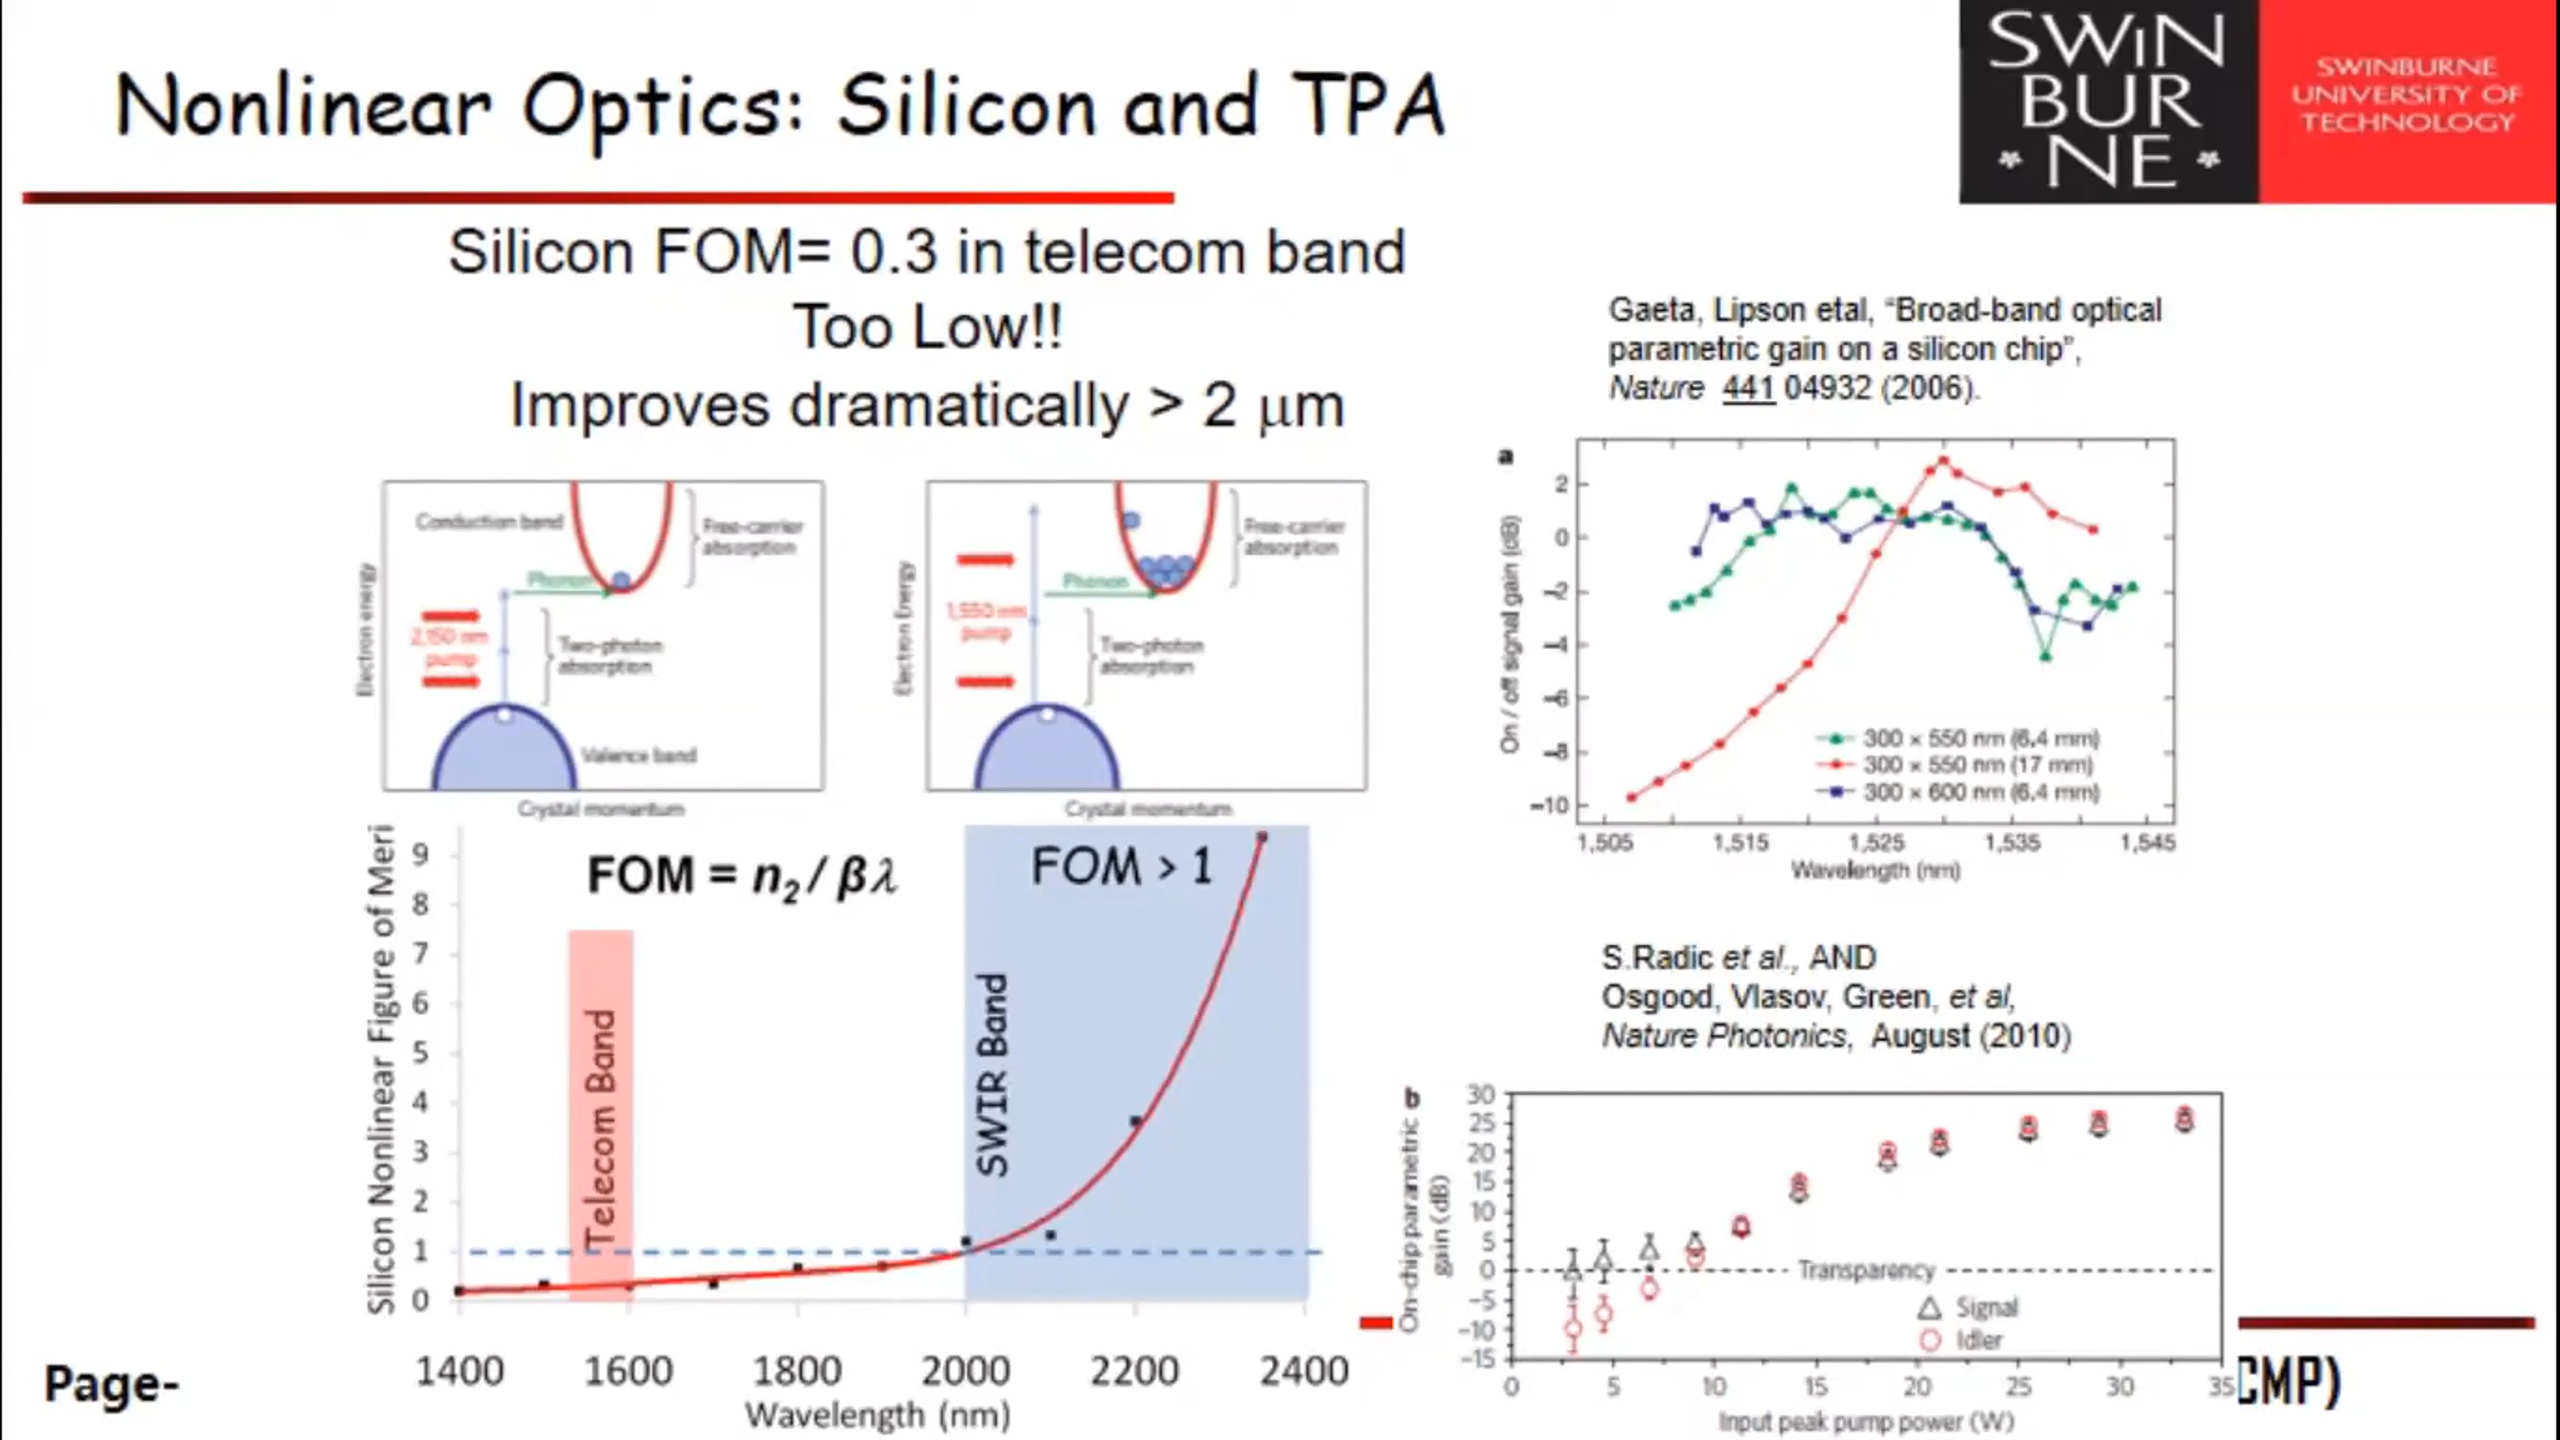 Nonlinear Optics: Silicon and TPA
SWiN
BUR
* NE *
SWINBURNE
UNIVERSITY OF
TECHNOLOGY
Silicon FOM= 0.3 in telecom band
Too Low!!
Improves dramatically > 2 μm
Gaeta, Lipson etal, “Broad-band optical
parametric gain on a silicon chip”,
Nature 441 04932 (2006).
Electron energy
Conduction band
Free-carrier
absorption
Phonon
2,150 nm
pump
Two-photon
absorption
Valence band
Crystal momentum
Electron Energy
Free-carrier
absorption
Phonon
1,550 nm
pump
Two-photon
absorption
Crystal momentum
a
On / off signal gain (dB)
2
0
−2
−4
−6
−8
−10
300 × 550 nm (6.4 mm)
300 × 550 nm (17 mm)
300 × 600 nm (6.4 mm)
1,505 1,515 1,525 1,535 1,545
Wavelength (nm)
Silicon Nonlinear Figure of Meri
9
8
7
6
5
4
3
2
1
0
FOM = n2 / βλ
FOM > 1
Telecom Band
SWIR Band
1400 1600 1800 2000 2200 2400
Wavelength (nm)
S.Radic et al., AND
Osgood, Vlasov, Green, et al,
Nature Photonics, August (2010)
b
On-chip parametric
gain (dB)
30
25
20
15
10
5
0
−5
−10
−15
Transparency
Signal
Idler
0 5 10 15 20 25 30 35
Input peak pump power (W)
Page-
CMP)